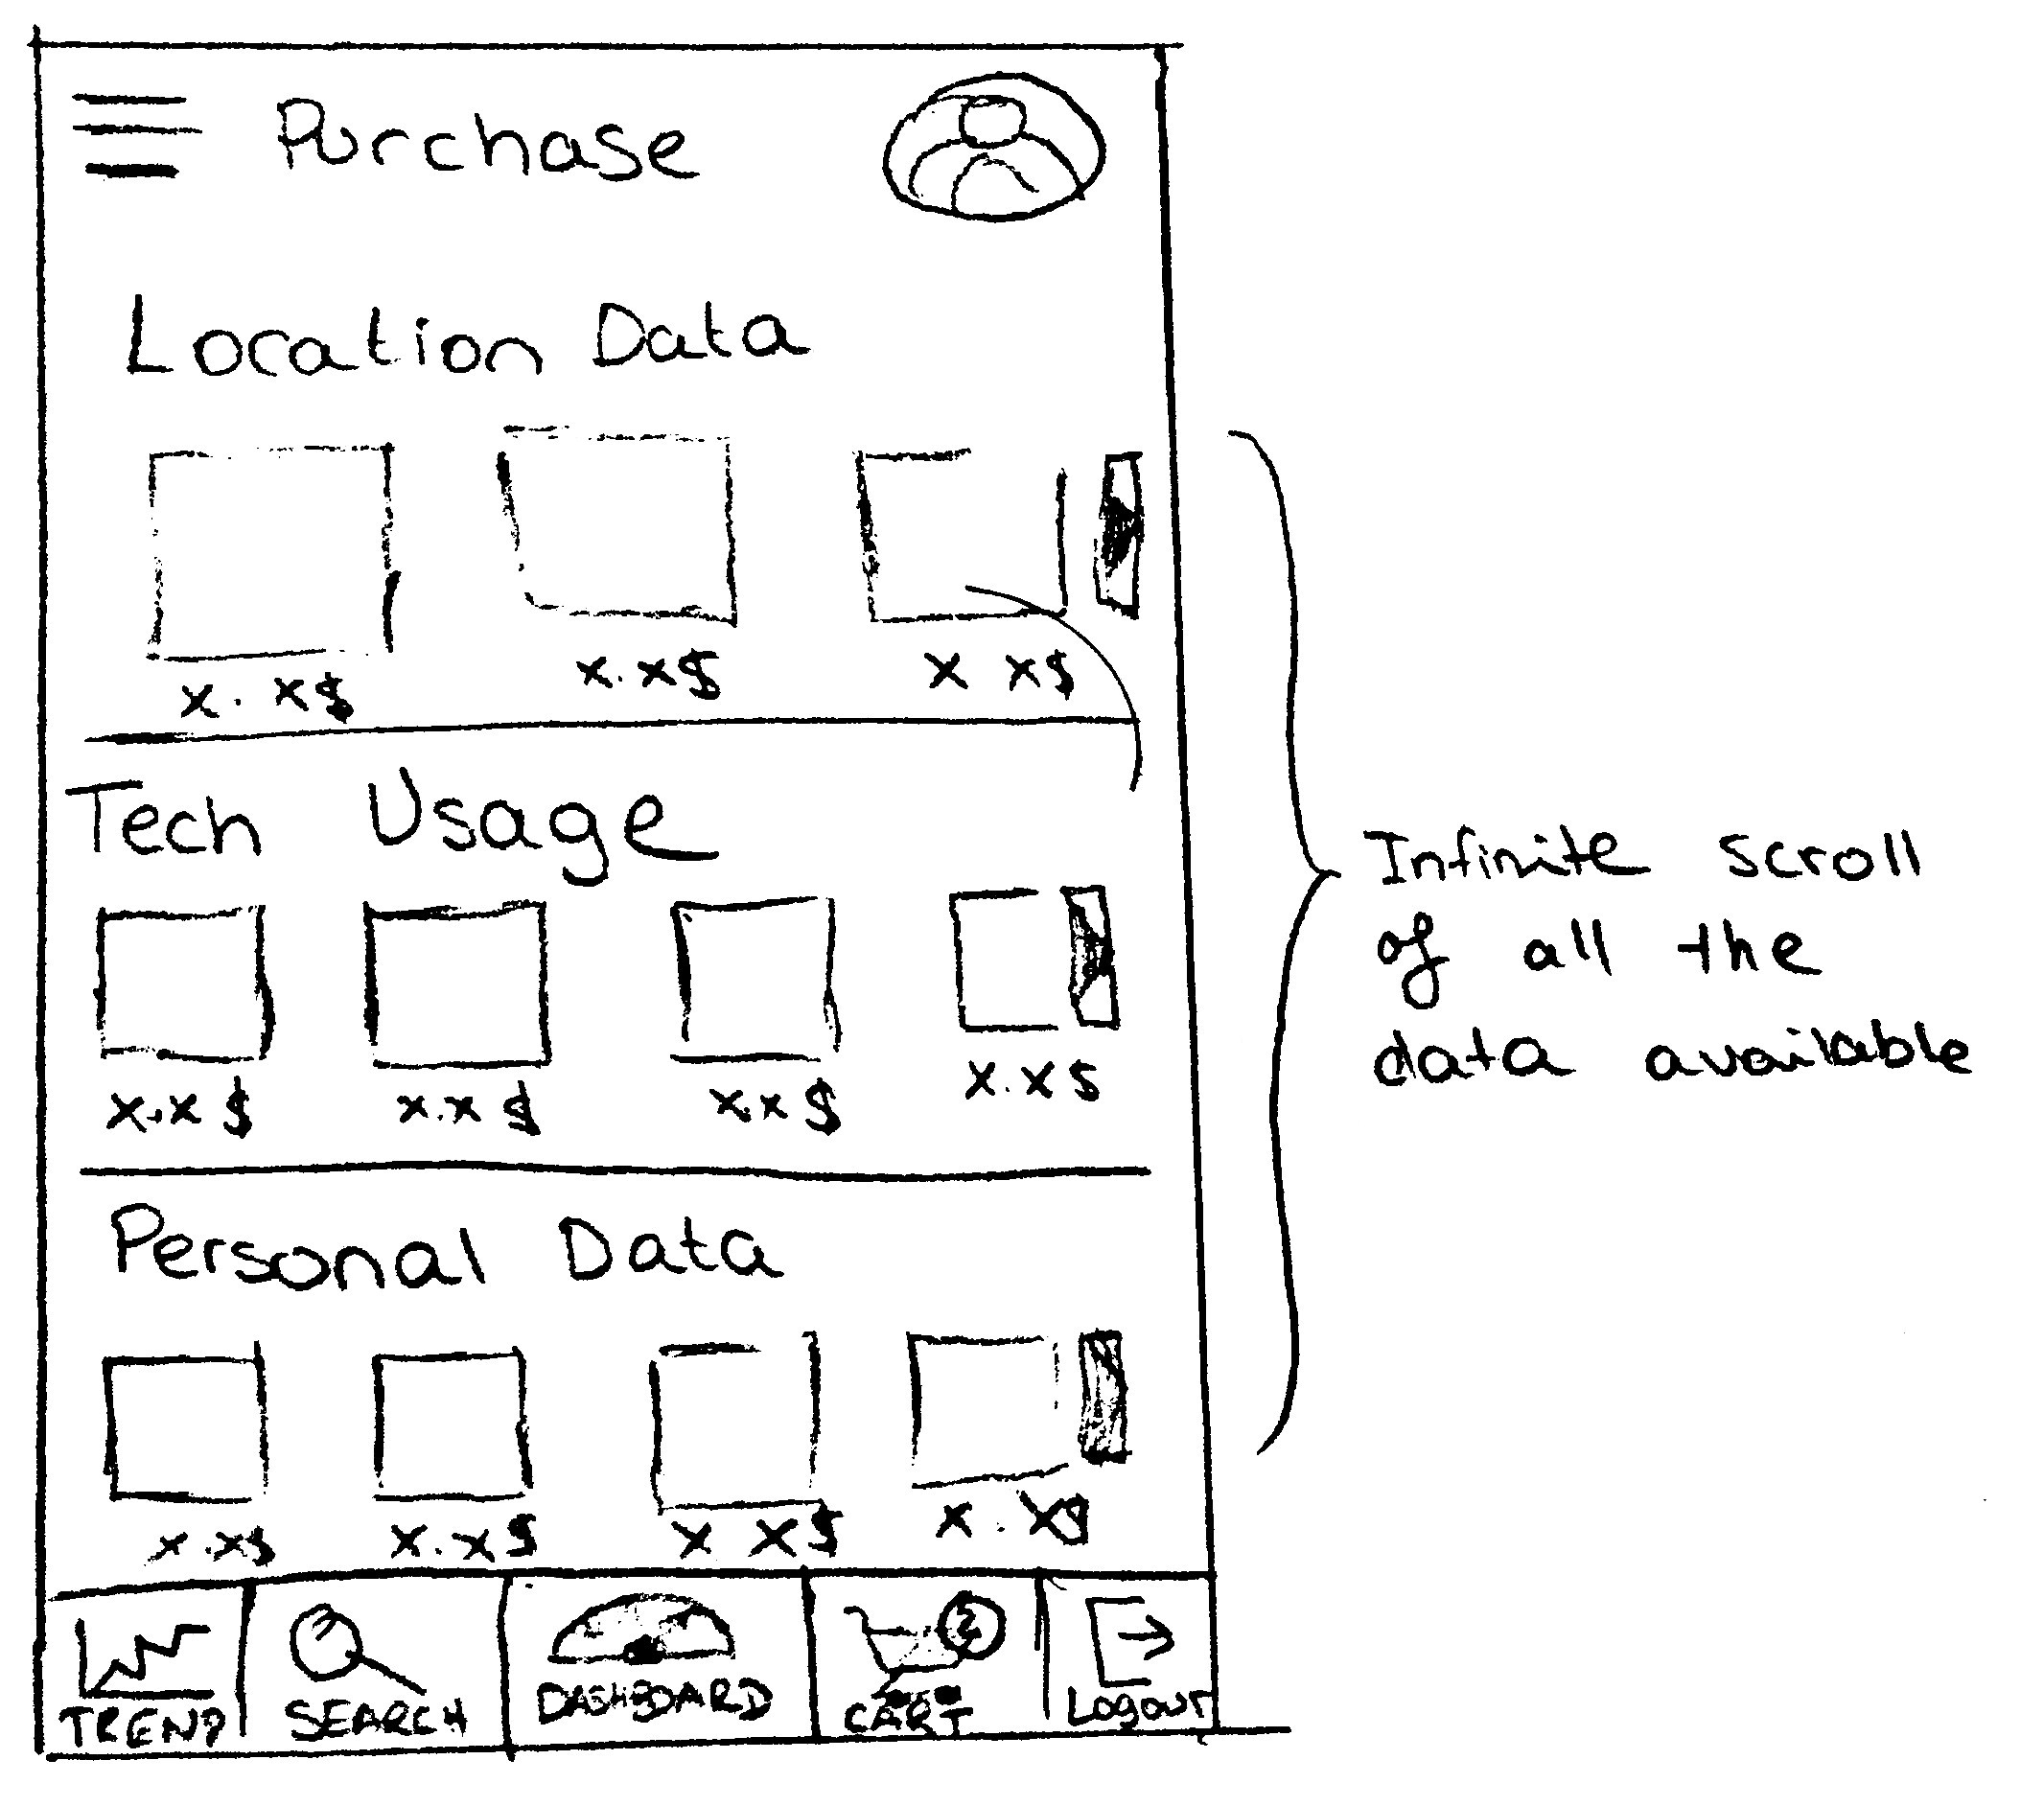 Purchase
Location Data
x. x$ x.x$ x x$
Tech Usage
x.x $ x.x $ x.x $ x.x $
Infinite scroll
of all the
data available
Personal Data
x .x$ x.x$ x x$ x.x$
2
TREND SEARCH DASHBOARD CART Logout